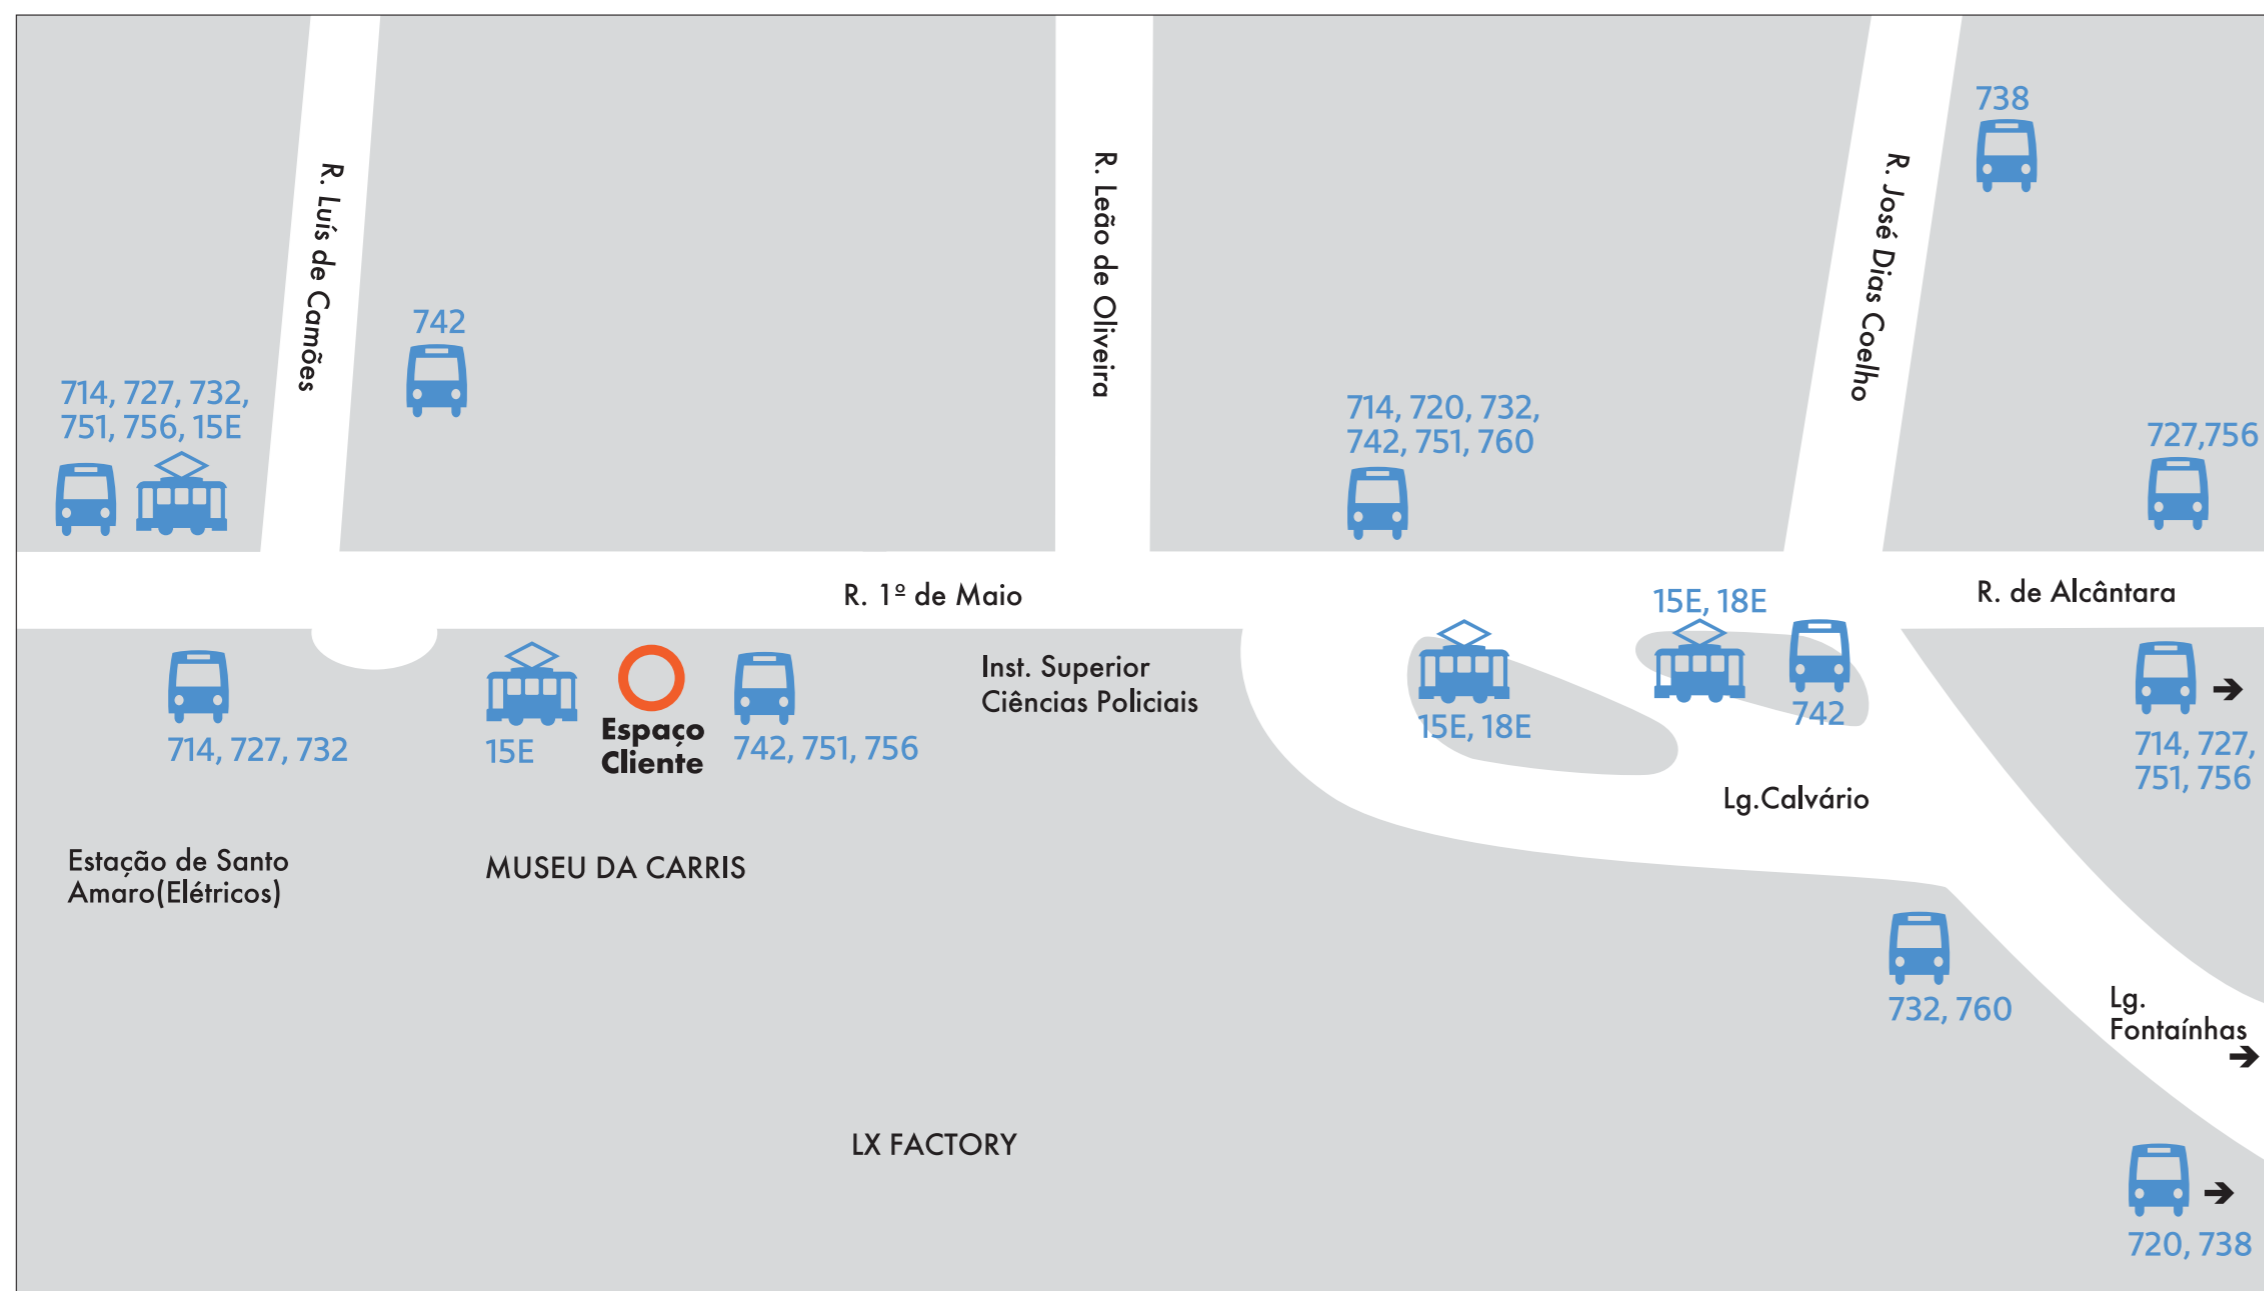 738
R. Luís de Camões
R. Leão de Oliveira
R. José Dias Coelho
742
714, 727, 732,
751, 756, 15E
714, 720, 732,
742, 751, 760
727,756
R. 1º de Maio
R. de Alcântara
15E, 18E
Inst. Superior
Ciências Policiais
15E, 18E
742
714, 727, 732
15E
Espaço
Cliente
742, 751, 756
714, 727,
751, 756
Lg.Calvário
Estação de Santo
Amaro(Elétricos)
MUSEU DA CARRIS
732, 760
Lg.
Fontaínhas
LX FACTORY
720, 738